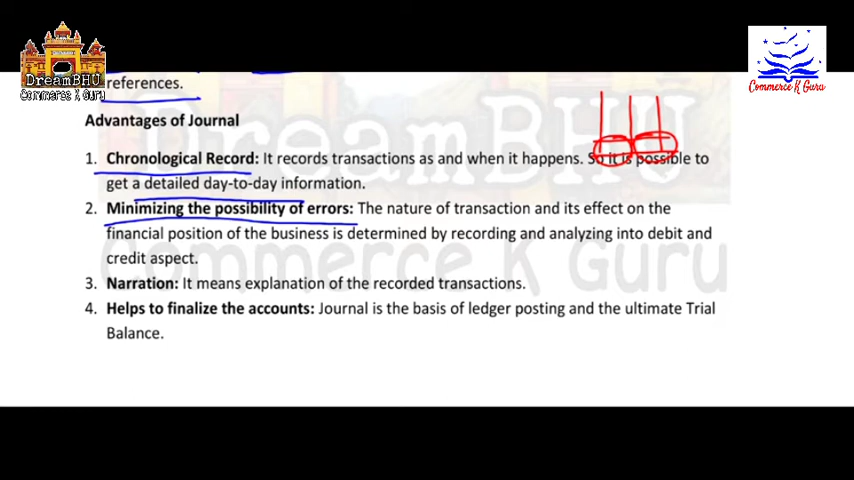 DreamBHU
Commerce K Guru
Commerce K Guru
references.
Advantages of Journal
1. Chronological Record: It records transactions as and when it happens. So it is possible to
get a detailed day-to-day information.
2. Minimizing the possibility of errors: The nature of transaction and its effect on the
financial position of the business is determined by recording and analyzing into debit and
credit aspect.
3. Narration: It means explanation of the recorded transactions.
4. Helps to finalize the accounts: Journal is the basis of ledger posting and the ultimate Trial
Balance.
DreamBHU
Commerce K Guru